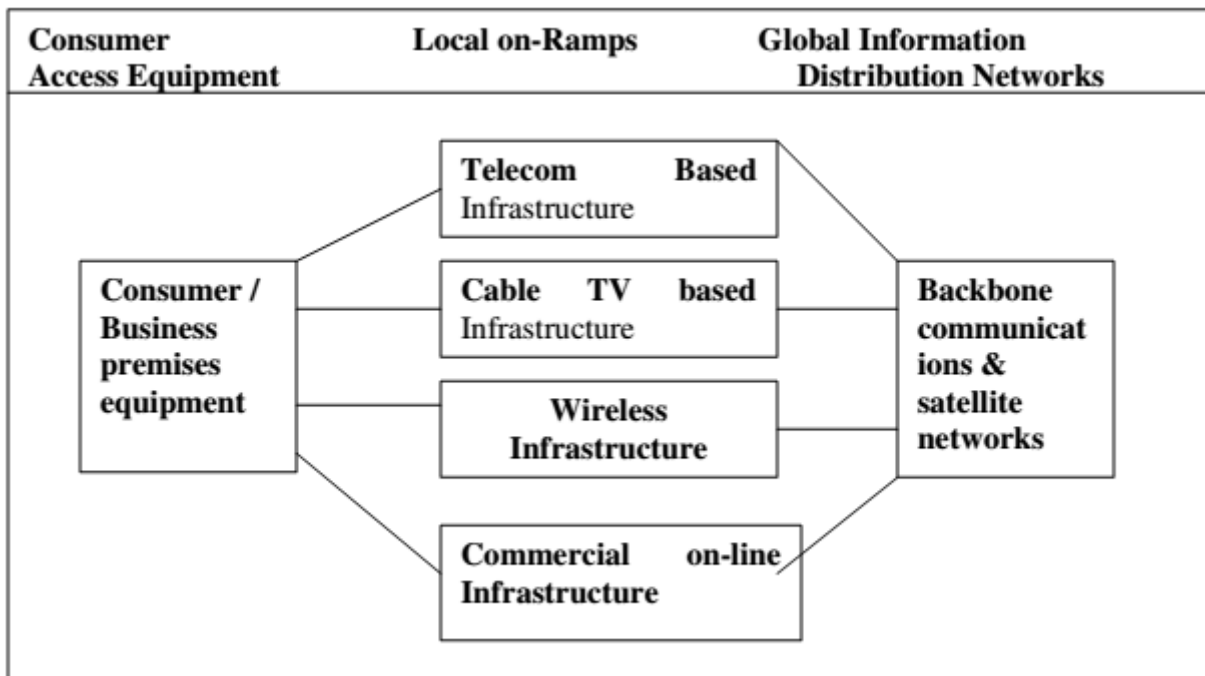 Consumer Local on-Ramps Global Information
Access Equipment Distribution Networks
Telecom Based
Infrastructure
Consumer /
Business
premises
equipment
Cable TV based
Infrastructure
Wireless
Infrastructure
Commercial on-line
Infrastructure
Backbone
communicat
ions &
satellite
networks